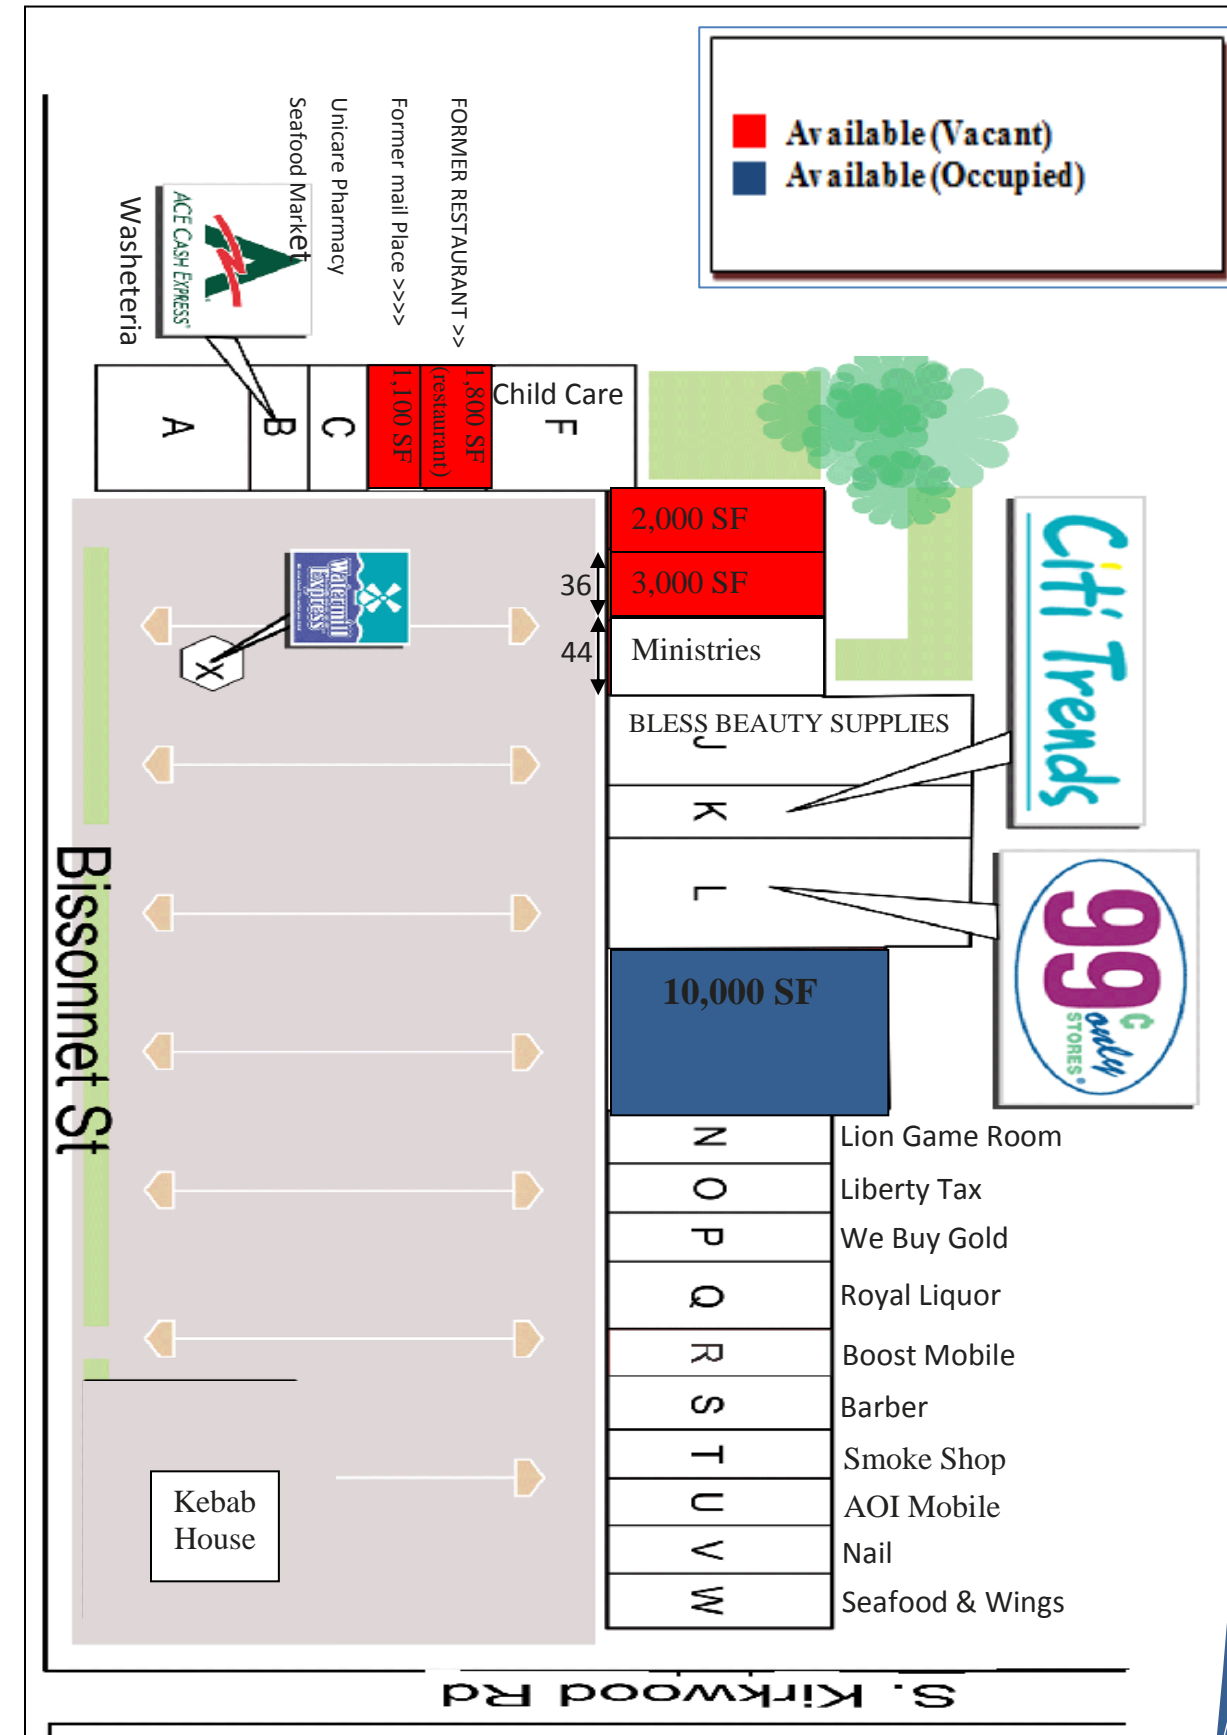 Available (Vacant)
Available (Occupied)
Seafood Market
Unicare Pharmacy
Former mail Place >>>>
FORMER RESTAURANT >>
Washeteria
ACE CASH EXPRESS
A
B
C
1,100 SF
1,800 SF
(restaurant)
Child Care
F
2,000 SF
36
3,000 SF
44
Ministries
Watermill
Express
X
BLESS BEAUTY SUPPLIES
J
K
L
Citi Trends
99c
only
STORES
10,000 SF
Bissonnet St
N
Lion Game Room
O
Liberty Tax
P
We Buy Gold
Q
Royal Liquor
R
Boost Mobile
S
Barber
T
Smoke Shop
U
AOI Mobile
V
Nail
W
Seafood & Wings
Kebab
House
S. Kirkwood Rd